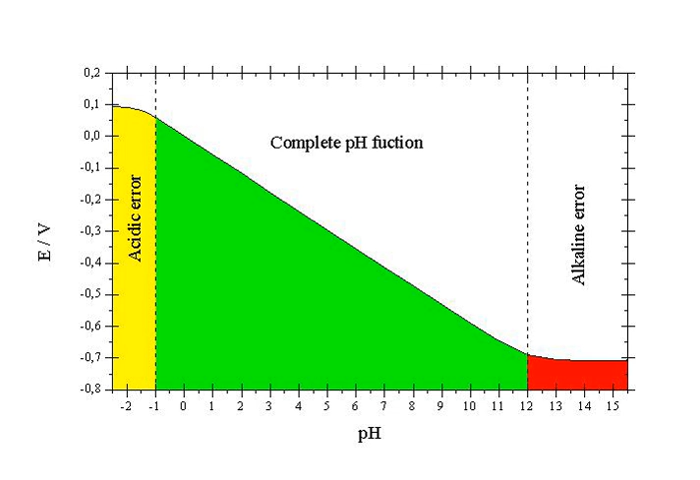 0,2
0,1
0,0
-0,1
-0,2
-0,3
-0,4
-0,5
-0,6
-0,7
-0,8
E / V
Acidic error
Complete pH fuction
Alkaline error
-2 -1 0 1 2 3 4 5 6 7 8 9 10 11 12 13 14 15
pH